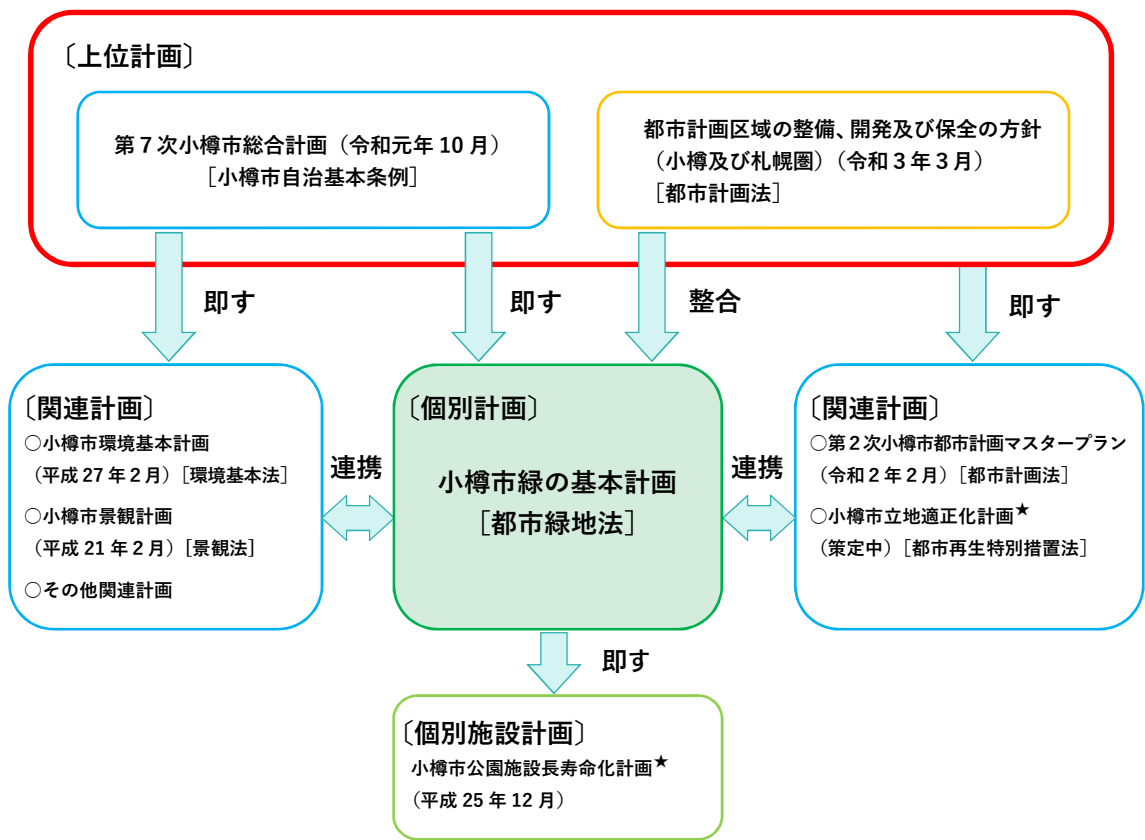 〔上位計画〕
第７次小樽市総合計画（令和元年 10 月）
［小樽市自治基本条例］
都市計画区域の整備、開発及び保全の方針
（小樽及び札幌圏）（令和３年３月）
［都市計画法］
即す
即す
整合
即す
〔関連計画〕
○小樽市環境基本計画
（平成 27 年２月）［環境基本法］
○小樽市景観計画
（平成 21 年２月）［景観法］
○その他関連計画
連携
〔個別計画〕
小樽市緑の基本計画
［都市緑地法］
連携
〔関連計画〕
○第２次小樽市都市計画マスタープラン
（令和２年２月）［都市計画法］
○小樽市立地適正化計画★
（策定中）［都市再生特別措置法］
即す
〔個別施設計画〕
小樽市公園施設長寿命化計画★
（平成 25 年 12 月）